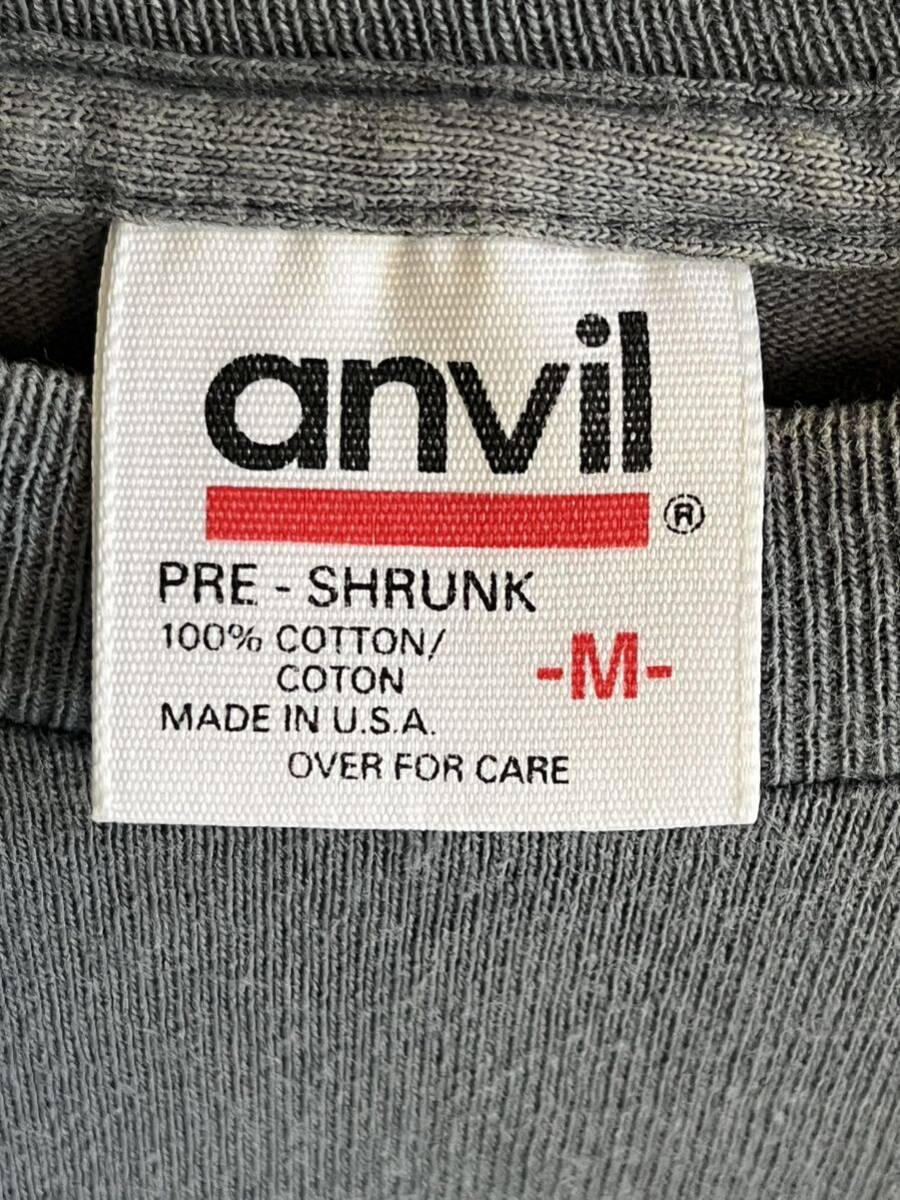 anvil
®
PRE - SHRUNK
100% COTTON/
COTON
-M-
MADE IN U.S.A.
OVER FOR CARE